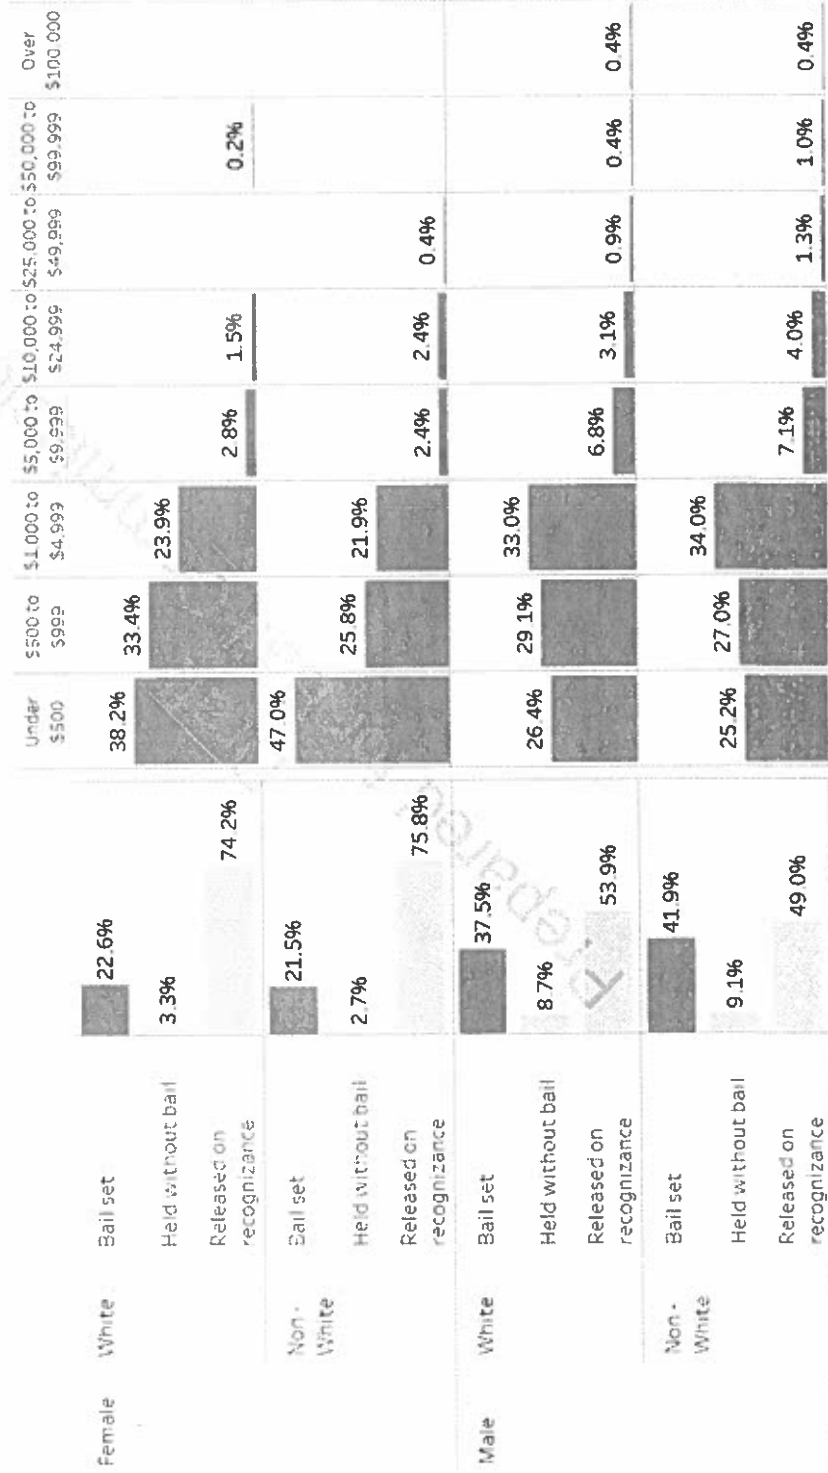 Under $500
$500 to $999
$1,000 to $4,999
$5,000 to $9,999
$10,000 to $24,999
$25,000 to $49,999
$50,000 to $99,999
Over $100,000
Female White Bail set 22.6% 38.2% 33.4% 23.9% 2.8% 1.5% 0.2%
Held without bail 3.3%
Released on
recognizance 74.2%
Non-
White Bail set 21.5% 47.0% 25.8% 21.9% 2.4% 2.4% 0.4%
Held without bail 2.7%
Released on
recognizance 75.8%
Male White Bail set 37.5% 26.4% 29.1% 33.0% 6.8% 3.1% 0.9% 0.4% 0.4%
Held without bail 8.7%
Released on
recognizance 53.9%
Non-
White Bail set 41.9% 25.2% 27.0% 34.0% 7.1% 4.0% 1.3% 1.0% 0.4%
Held without bail 9.1%
Released on
recognizance 49.0%
Prepared